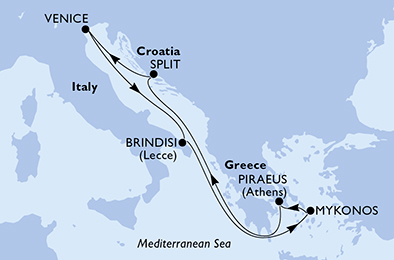 VENICE
Croatia
SPLIT
Italy
BRINDISI
(Lecce)
Greece
PIRAEUS
(Athens)
MYKONOS
Mediterranean Sea